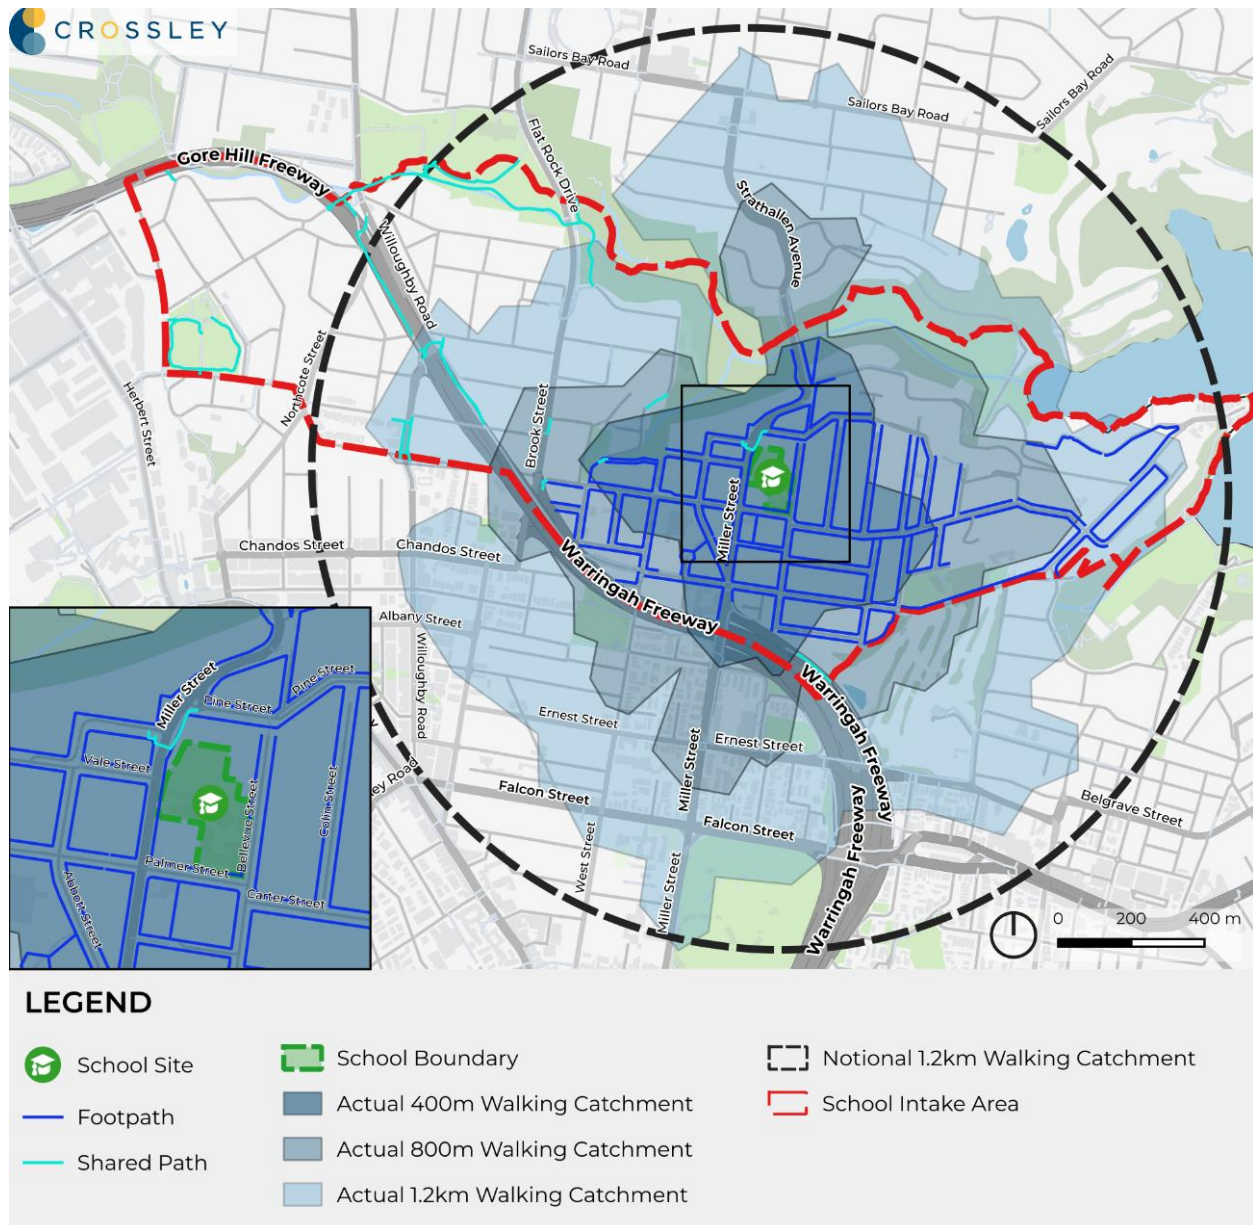 CROSSLEY
Sailors Bay Road
Sailors Bay Road
Sailors Bay Road
Gore Hill Freeway
Flat Rock Drive
Strathallen Avenue
Willoughby Road
Northcote Street
Herbert Street
Brook Street
Miller Street
Chandos Street
Chandos Street
Warringah Freeway
Albany Street
Willoughby Road
Warringah Freeway
Ernest Street
Ernest Street
Miller Street
Falcon Street
Falcon Street
Belgrave Street
West Street
Miller Street
Warringah Freeway
Miller Street
Pine Street
Pine Street
Vale Street
Bellevue Street
Colin Street
Palmer Street
Carter Street
Abbott Street
0 200 400 m
LEGEND
School Site
Footpath
Shared Path
School Boundary
Actual 400m Walking Catchment
Actual 800m Walking Catchment
Actual 1.2km Walking Catchment
Notional 1.2km Walking Catchment
School Intake Area